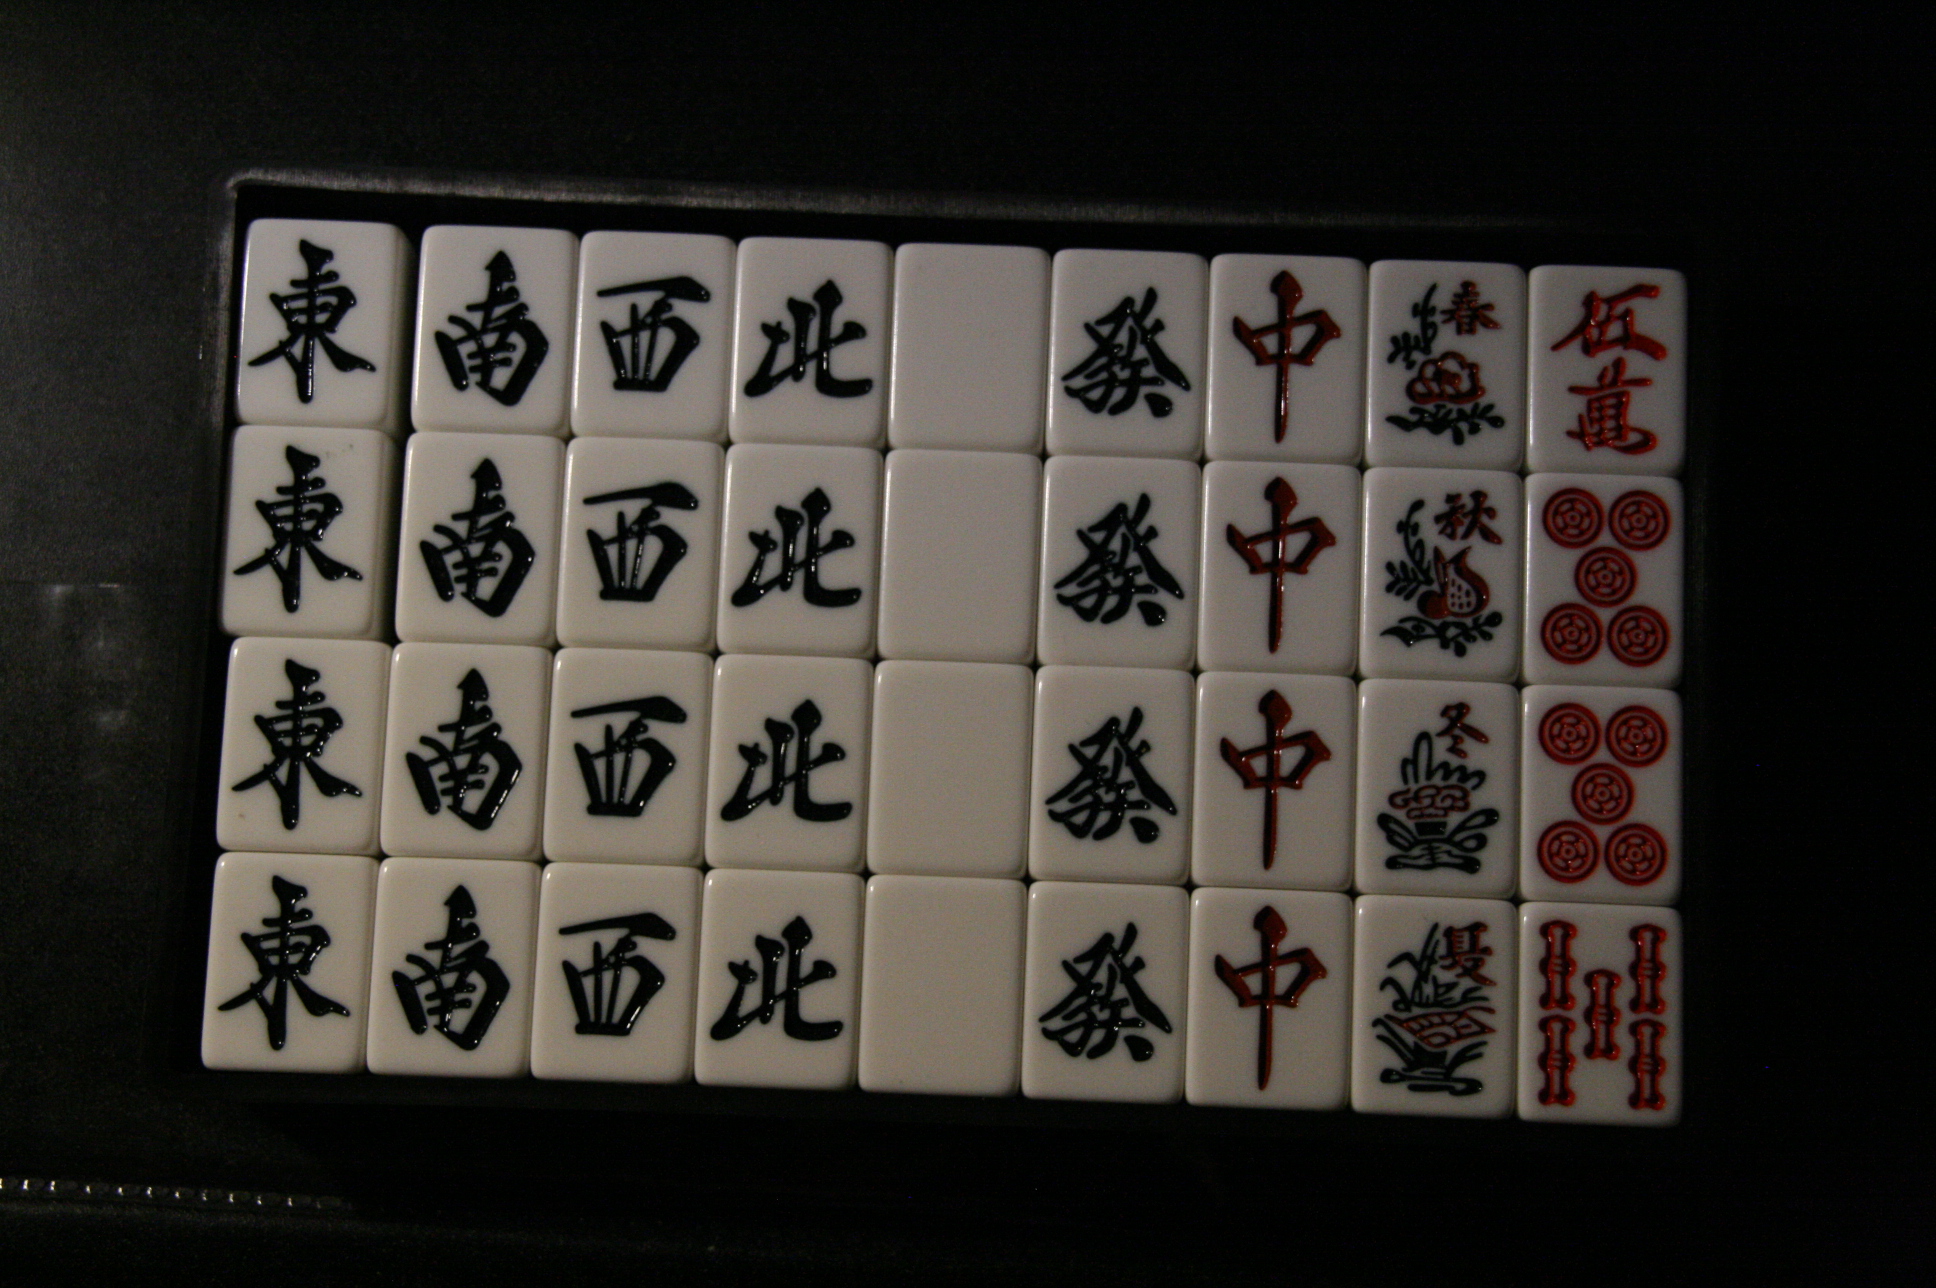 東 南 西 北 發 中 春 伍萬
東 南 西 北 發 中 秋
東 南 西 北 發 中 冬
東 南 西 北 發 中 夏